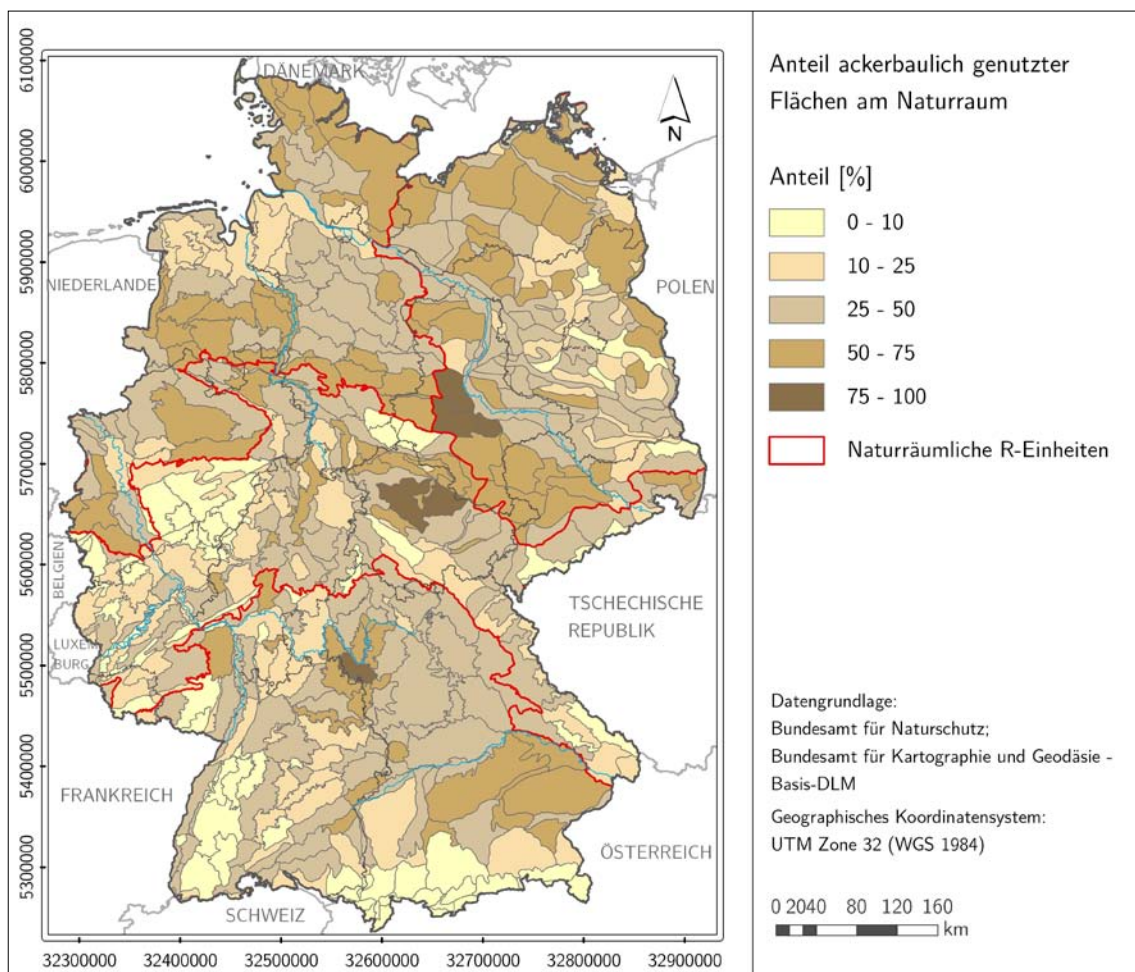 6100000
6000000
5900000
5800000
5700000
5600000
5500000
5400000
5300000
DÄNEMARK
N
NIEDERLANDE
POLEN
BELGIEN
LUXEM
BURG
TSCHECHISCHE
REPUBLIK
FRANKREICH
ÖSTERREICH
SCHWEIZ
32300000 32400000 32500000 32600000 32700000 32800000 32900000
Anteil ackerbaulich genutzter
Flächen am Naturraum
Anteil [%]
0 - 10
10 - 25
25 - 50
50 - 75
75 - 100
Naturräumliche R-Einheiten
Datengrundlage:
Bundesamt für Naturschutz;
Bundesamt für Kartographie und Geodäsie -
Basis-DLM
Geographisches Koordinatensystem:
UTM Zone 32 (WGS 1984)
0 20 40 80 120 160
km